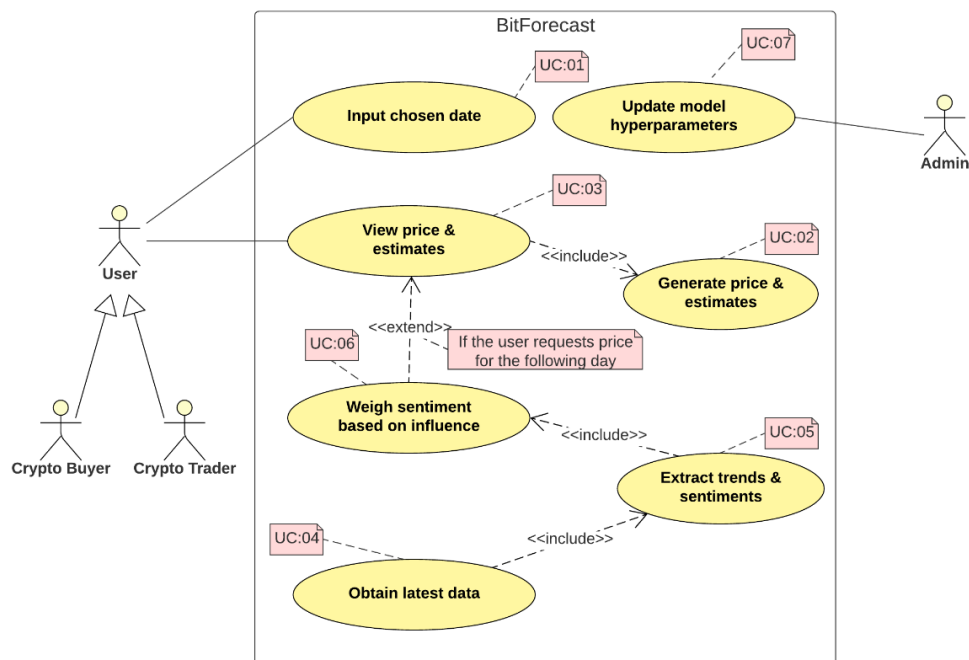 BitForecast
UC:01
UC:07
Input chosen date
Update model
hyperparameters
Admin
UC:03
View price &
estimates
UC:02
<<include>>
Generate price &
estimates
User
<<extend>>
If the user requests price
for the following day
UC:06
Weigh sentiment
based on influence
UC:05
<<include>>
Crypto Buyer
Crypto Trader
Extract trends &
sentiments
UC:04
<<include>>
Obtain latest data